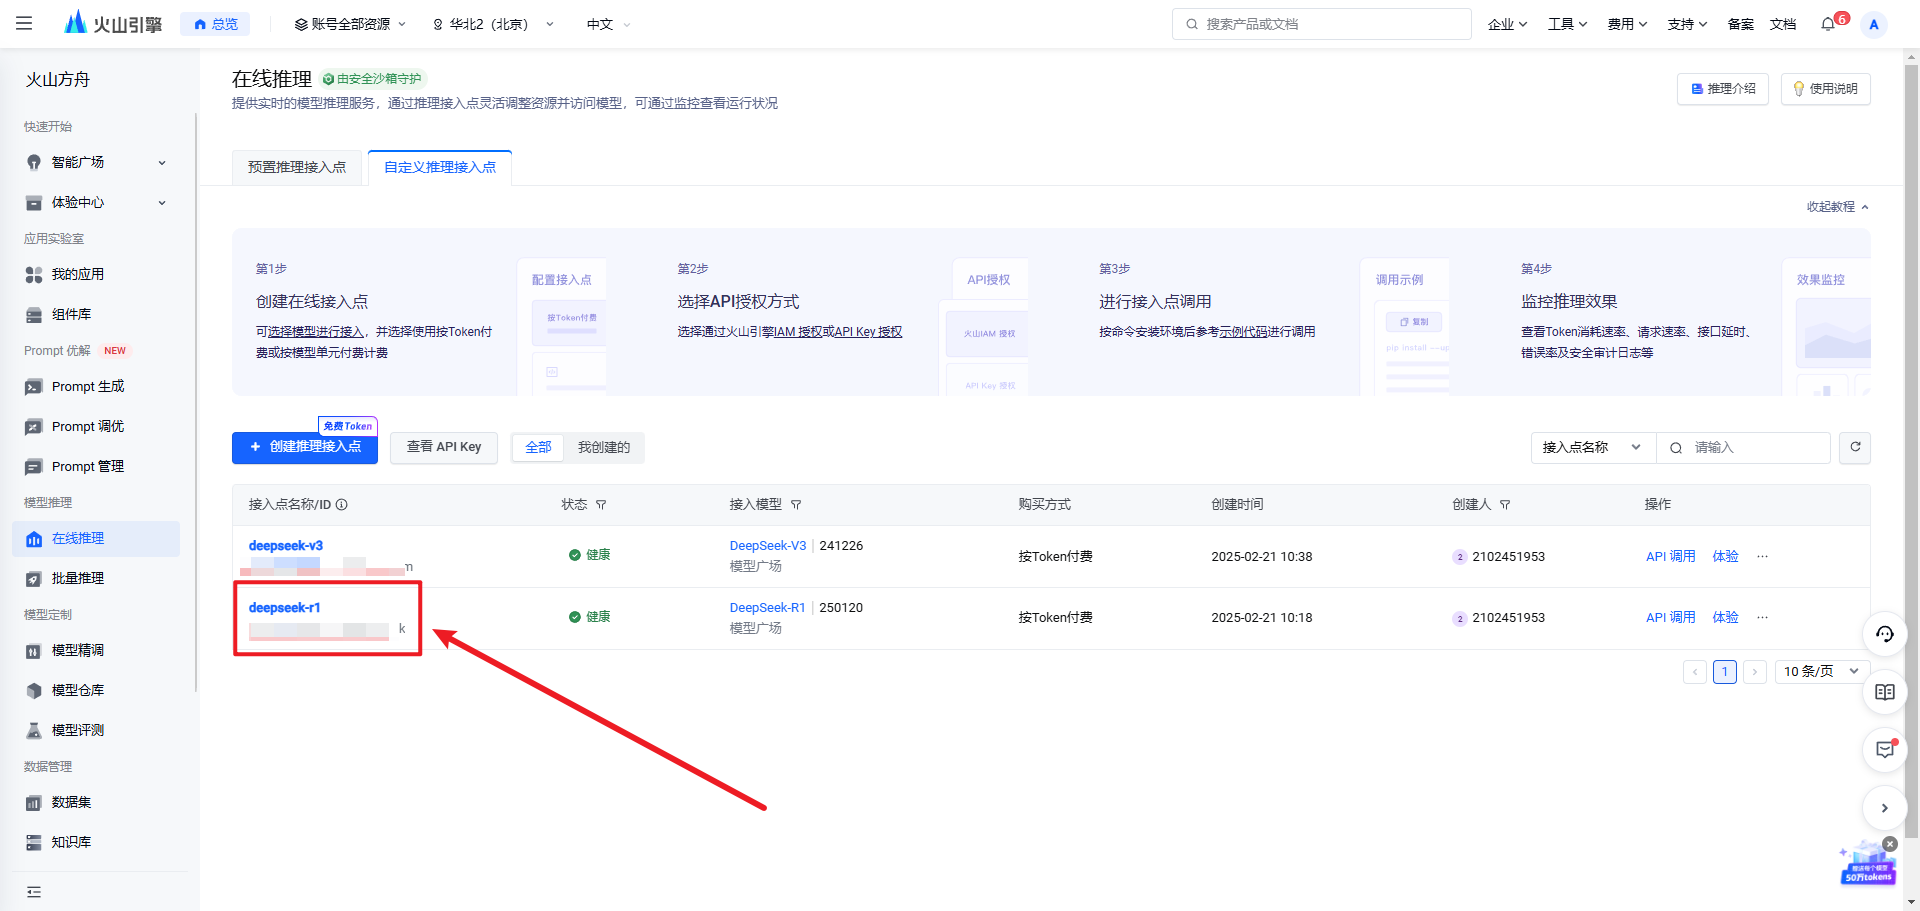 火山引擎
总览
账号全部资源
华北2（北京）
中文
搜索产品或文档
企业
工具
费用
支持
备案
文档
6
A
火山方舟
快速开始
智能广场
体验中心
应用实验室
我的应用
组件库
Prompt 优解 NEW
Prompt 生成
Prompt 调优
Prompt 管理
模型推理
在线推理
批量推理
模型定制
模型精调
模型仓库
模型评测
数据管理
数据集
知识库
在线推理
由安全沙箱守护
提供实时的模型推理服务，通过推理接入点灵活调整资源并访问模型，可通过监控查看运行状况
推理介绍
使用说明
预置推理接入点
自定义推理接入点
收起教程
第1步
创建在线接入点
可选择模型进行接入，并选择使用按Token付
费或按模型单元付费计费
配置接入点
按Token付费
第2步
选择API授权方式
选择通过火山引擎IAM 授权或API Key 授权
API授权
火山IAM 授权
API Key 授权
第3步
进行接入点调用
按命令安装环境后参考示例代码进行调用
调用示例
复制
pip install --up
第4步
监控推理效果
查看Token消耗速率、请求速率、接口延时、
错误率及安全审计日志等
效果监控
免费Token
+ 创建推理接入点
查看 API Key
全部
我创建的
接入点名称
请输入
接入点名称/ID
状态
接入模型
购买方式
创建时间
创建人
操作
deepseek-v3
m
健康
DeepSeek-V3 | 241226
模型广场
按Token付费
2025-02-21 10:38
2 2102451953
API 调用 体验 ···
deepseek-r1
k
健康
DeepSeek-R1 | 250120
模型广场
按Token付费
2025-02-21 10:18
2 2102451953
API 调用 体验 ···
1
10 条/页
50万tokens